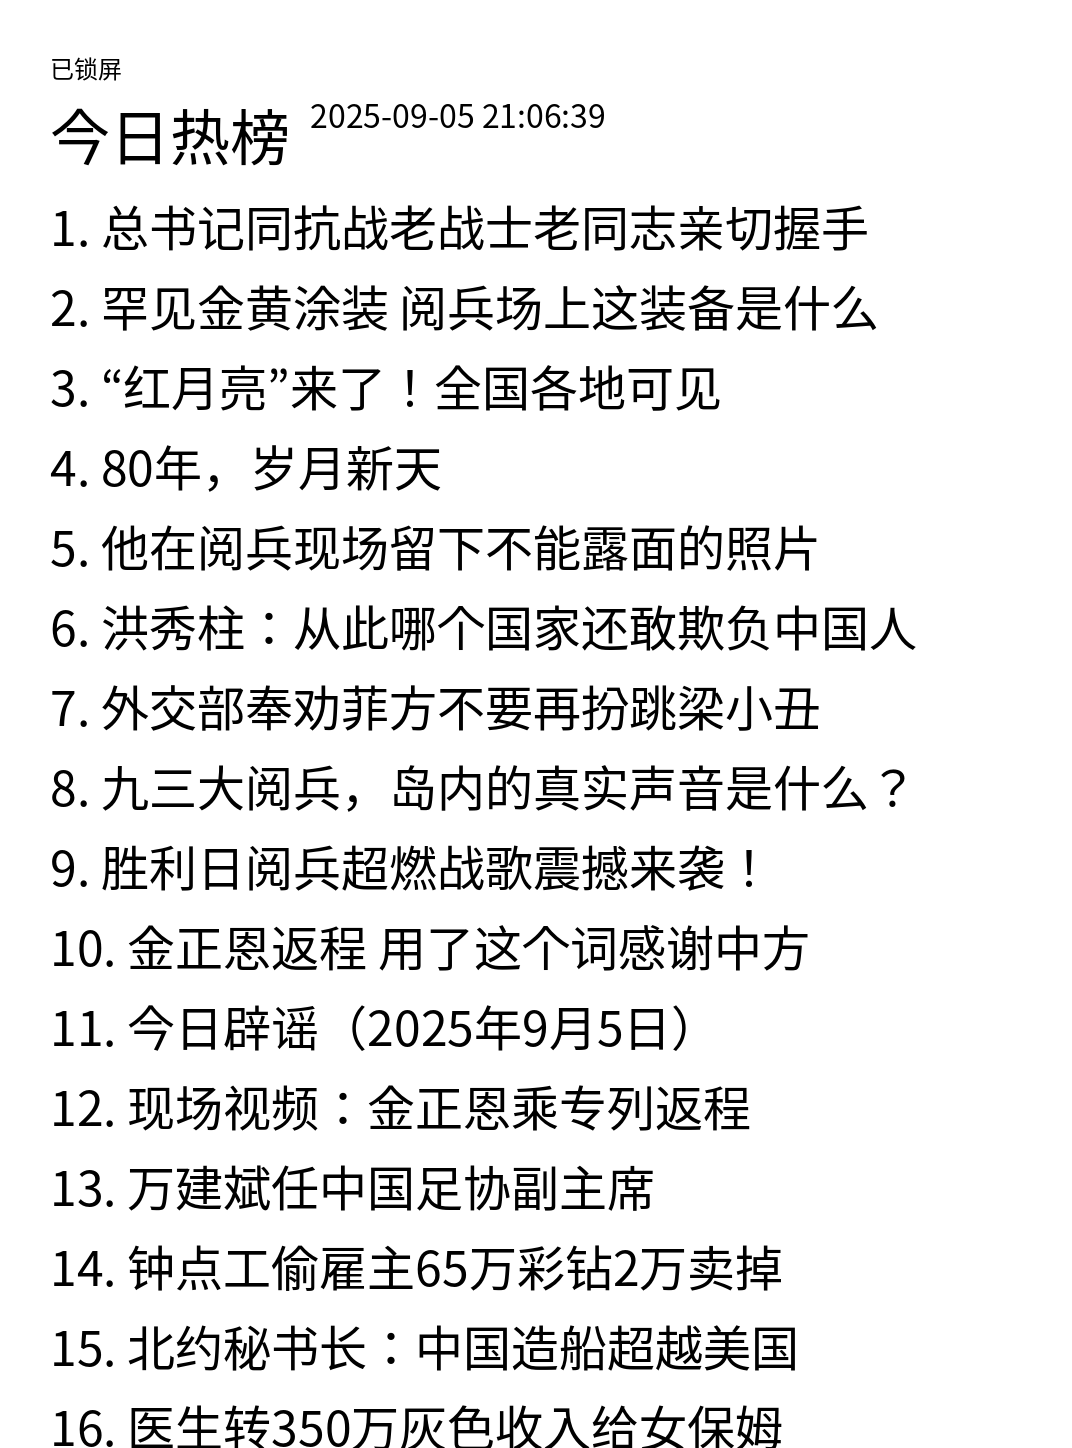 已锁屏
今日热榜 2025-09-05 21:06:39
1. 总书记同抗战老战士老同志亲切握手
2. 罕见金黄涂装 阅兵场上这装备是什么
3. “红月亮”来了！全国各地可见
4. 80年，岁月新天
5. 他在阅兵现场留下不能露面的照片
6. 洪秀柱：从此哪个国家还敢欺负中国人
7. 外交部奉劝菲方不要再扮跳梁小丑
8. 九三大阅兵，岛内的真实声音是什么？
9. 胜利日阅兵超燃战歌震撼来袭！
10. 金正恩返程 用了这个词感谢中方
11. 今日辟谣（2025年9月5日）
12. 现场视频：金正恩乘专列返程
13. 万建斌任中国足协副主席
14. 钟点工偷雇主65万彩钻2万卖掉
15. 北约秘书长：中国造船超越美国
16. 医生转350万灰色收入给女保姆